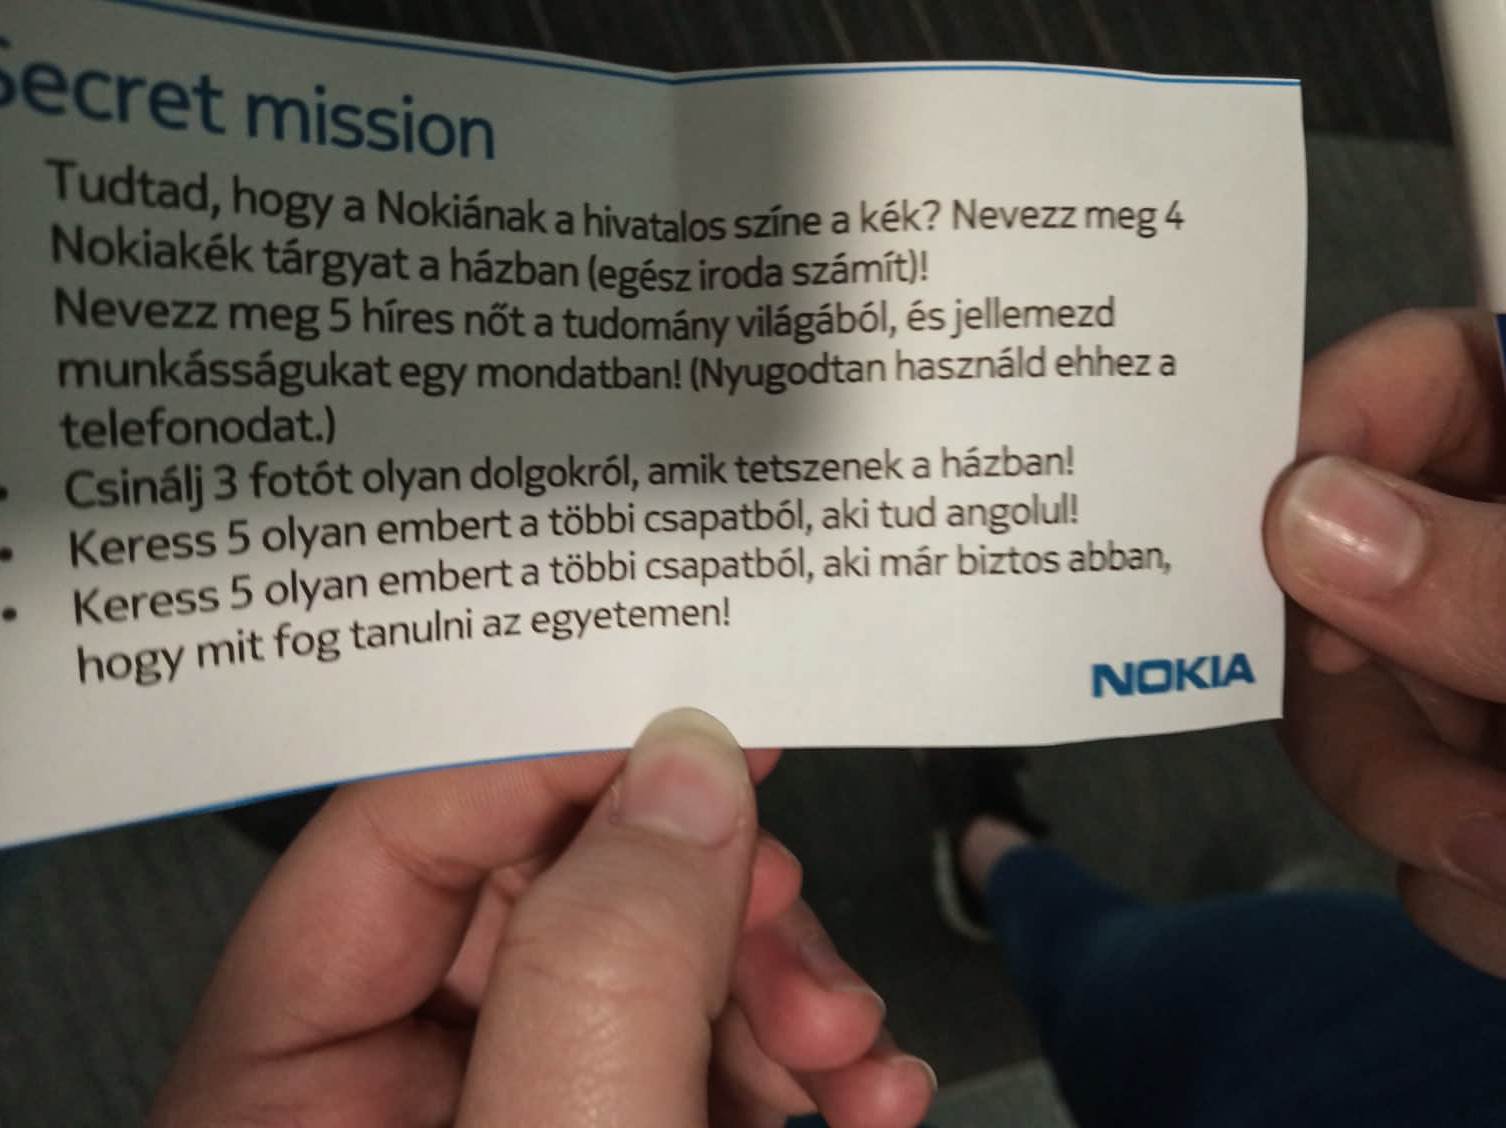 Secret mission
Tudtad, hogy a Nokiának a hivatalos színe a kék? Nevezz meg 4
Nokiakék tárgyat a házban (egész iroda számít)!
Nevezz meg 5 híres nőt a tudomány világából, és jellemezd
munkásságukat egy mondatban! (Nyugodtan használd ehhez a
telefonodat.)
• Csinálj 3 fotót olyan dolgokról, amik tetszenek a házban!
• Keress 5 olyan embert a többi csapatból, aki tud angolul!
• Keress 5 olyan embert a többi csapatból, aki már biztos abban,
hogy mit fog tanulni az egyetemen!
NOKIA